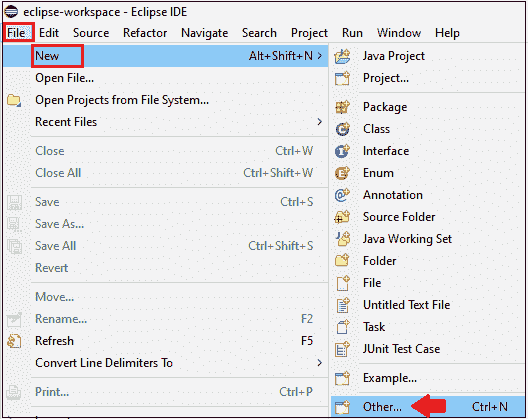 eclipse-workspace - Eclipse IDE
File Edit Source Refactor Navigate Search Project Run Window Help
New Alt+Shift+N >
Open File...
Open Projects from File System...
Recent Files >
Close Ctrl+W
Close All Ctrl+Shift+W
Save Ctrl+S
Save As...
Save All Ctrl+Shift+S
Revert
Move...
Rename... F2
Refresh F5
Convert Line Delimiters To >
Print... Ctrl+P
Java Project
Project...
Package
Class
Interface
Enum
Annotation
Source Folder
Java Working Set
Folder
File
Untitled Text File
Task
JUnit Test Case
Example...
Other... Ctrl+N